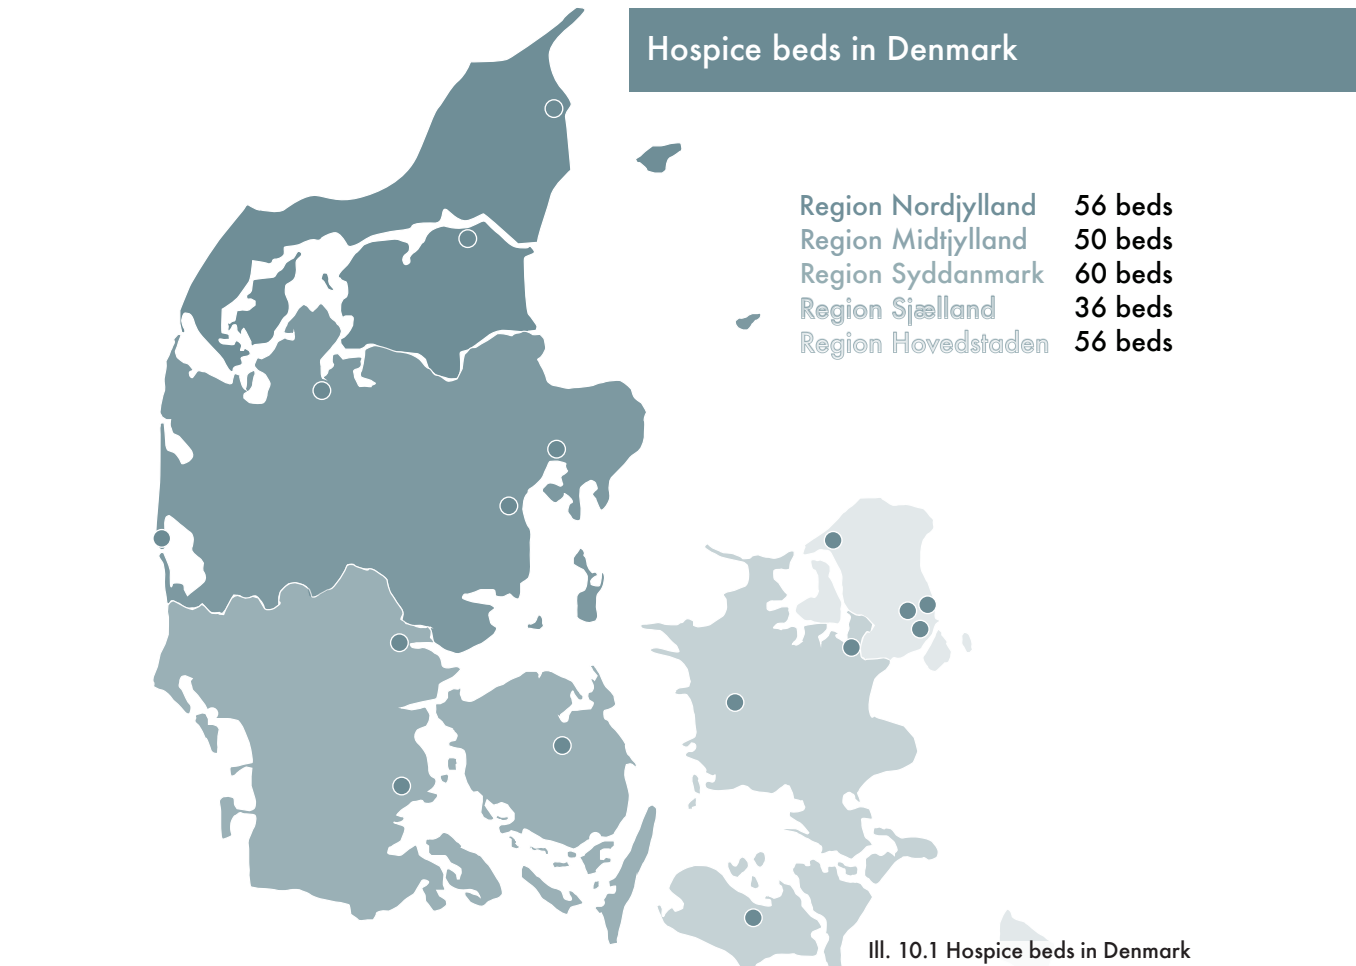 Hospice beds in Denmark
Region Nordjylland 56 beds
Region Midtjylland 50 beds
Region Syddanmark 60 beds
Region Sjælland 36 beds
Region Hovedstaden 56 beds
Ill. 10.1 Hospice beds in Denmark